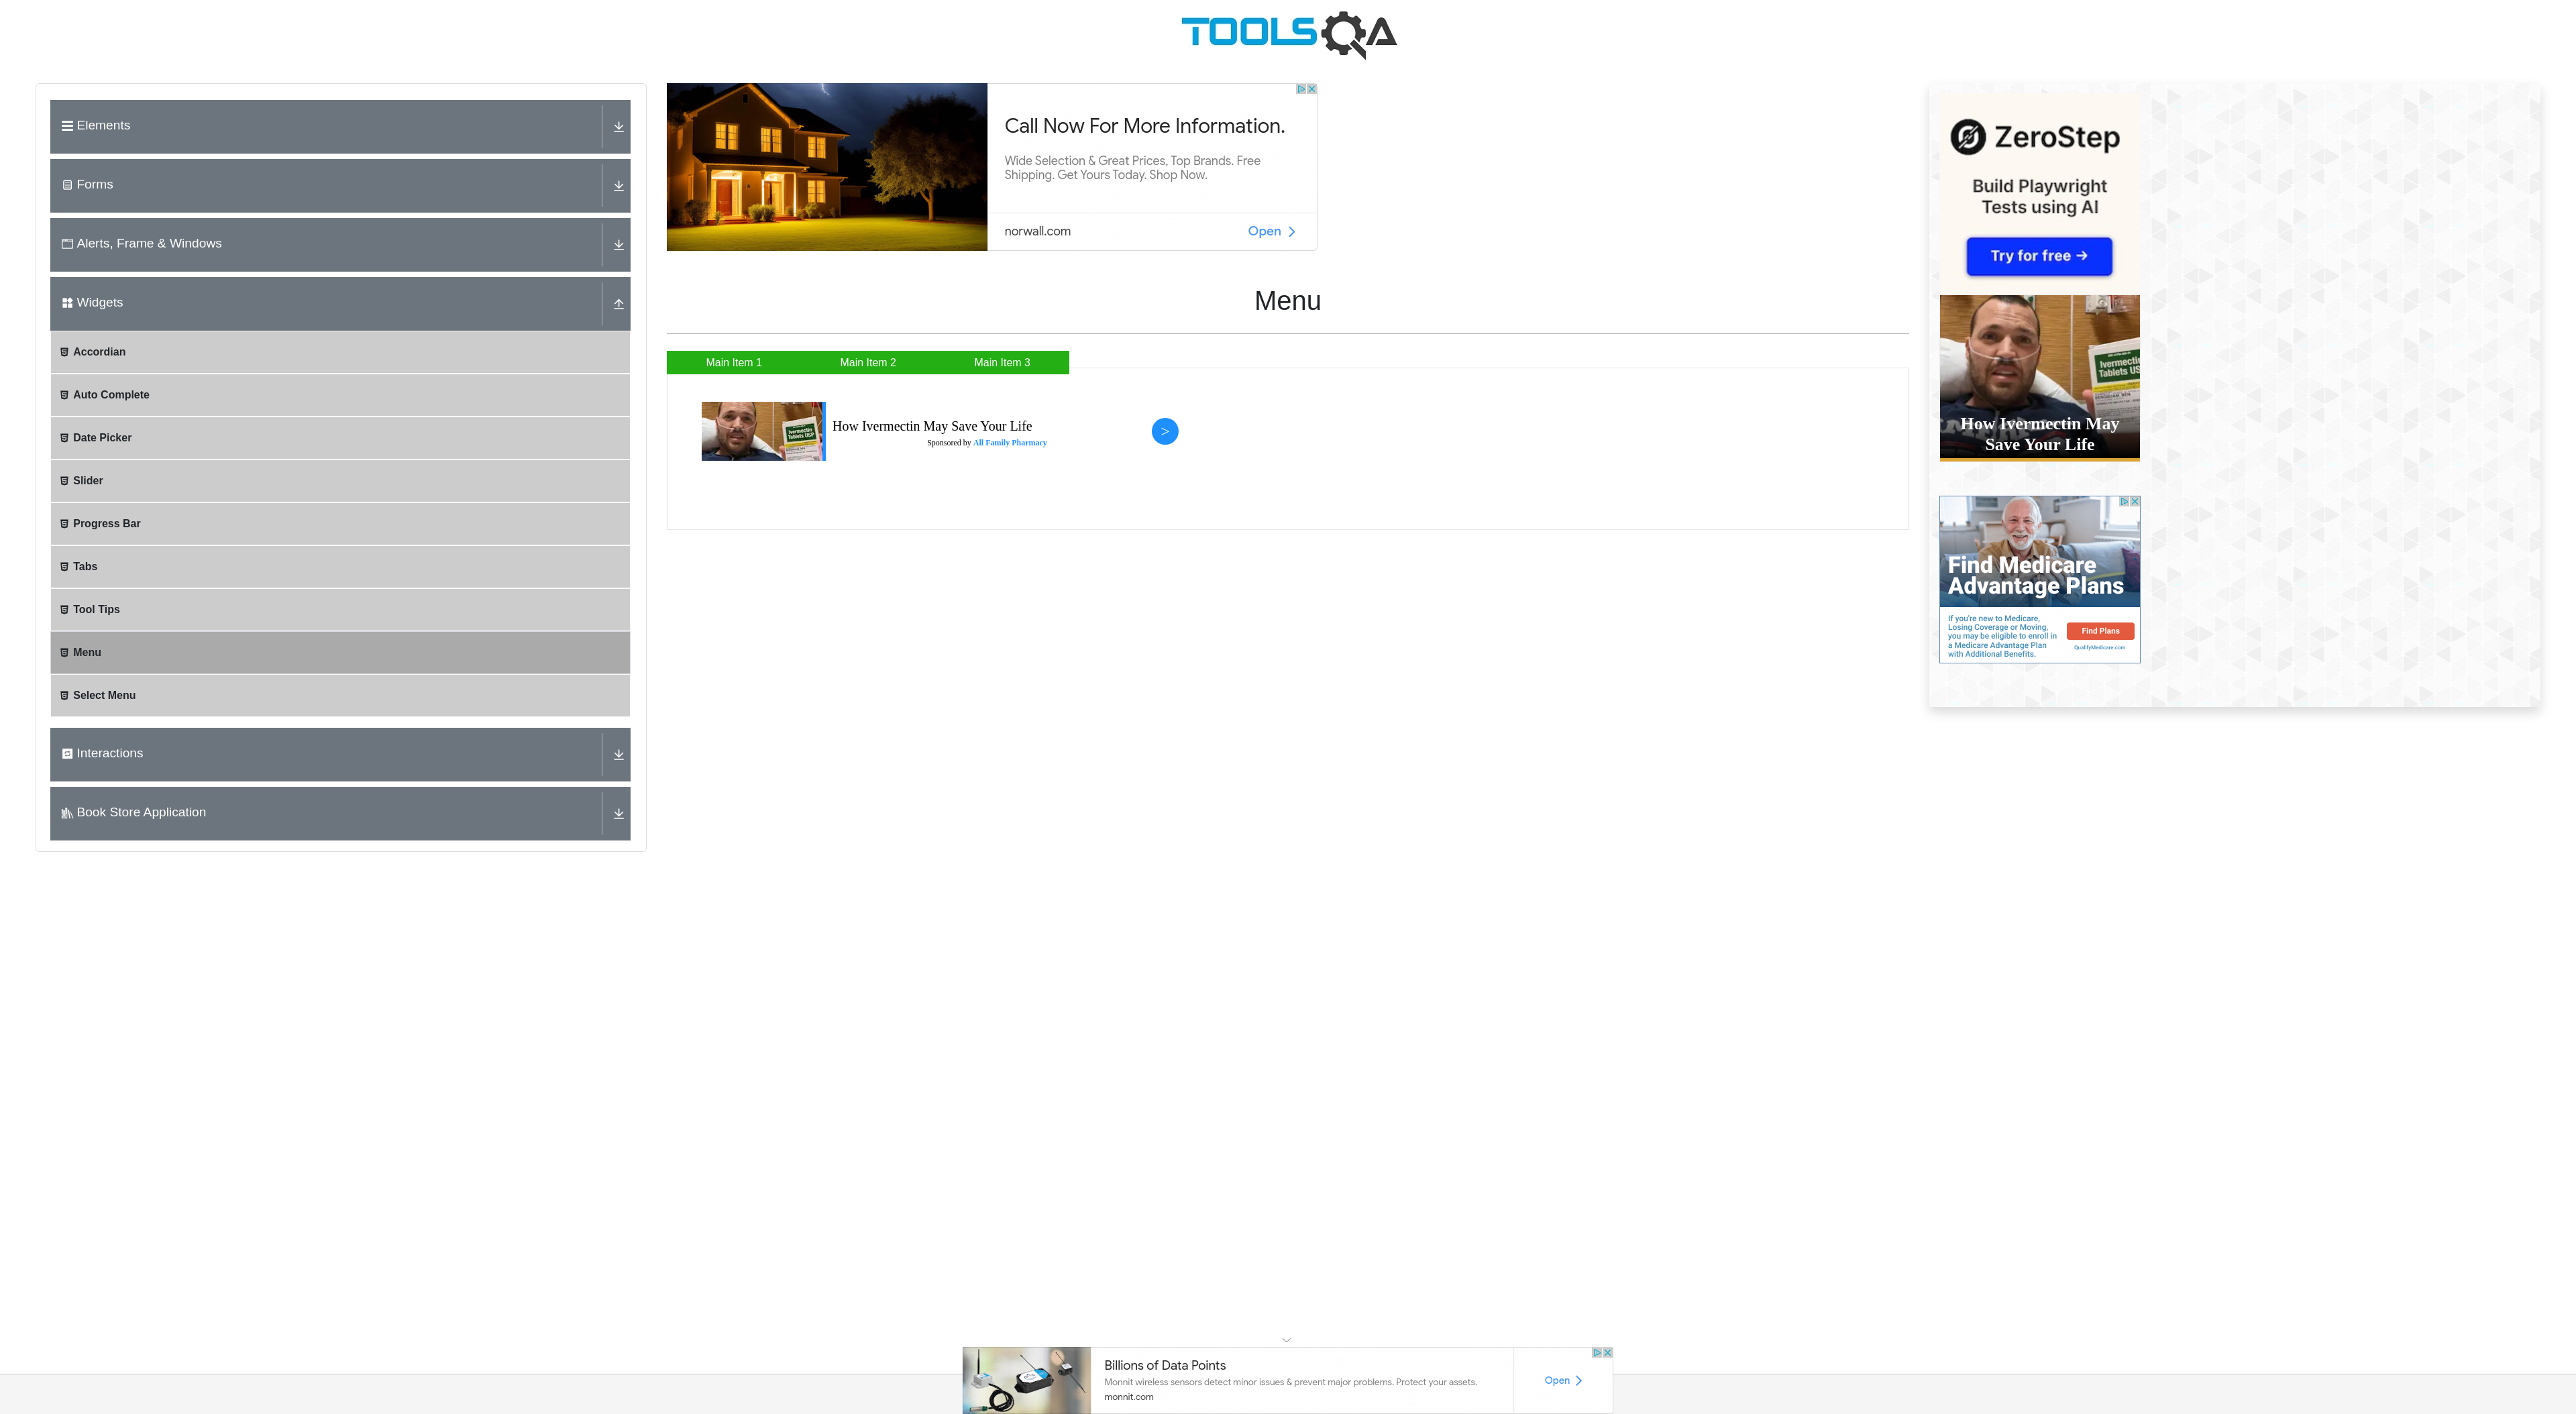 TOOLSQA
Elements
Forms
Alerts, Frame & Windows
Widgets
Accordian
Auto Complete
Date Picker
Slider
Progress Bar
Tabs
Tool Tips
Menu
Select Menu
Interactions
Book Store Application
Call Now For More Information.
Wide Selection & Great Prices, Top Brands. Free
Shipping. Get Yours Today. Shop Now.
norwall.com
Open
Menu
Main Item 1
Main Item 2
Main Item 3
Ivermectin
Tablets USP
How Ivermectin May Save Your Life
Sponsored by All Family Pharmacy
>
ZeroStep
Build Playwright
Tests using AI
Try for free →
Ivermectin
Tablets US
How Ivermectin May
Save Your Life
Find Medicare
Advantage Plans
If you're new to Medicare,
Losing Coverage or Moving,
you may be eligible to enroll in
a Medicare Advantage Plan
with Additional Benefits.
Find Plans
QualifyMedicare.com
Billions of Data Points
Monnit wireless sensors detect minor issues & prevent major problems. Protect your assets.
monnit.com
Open